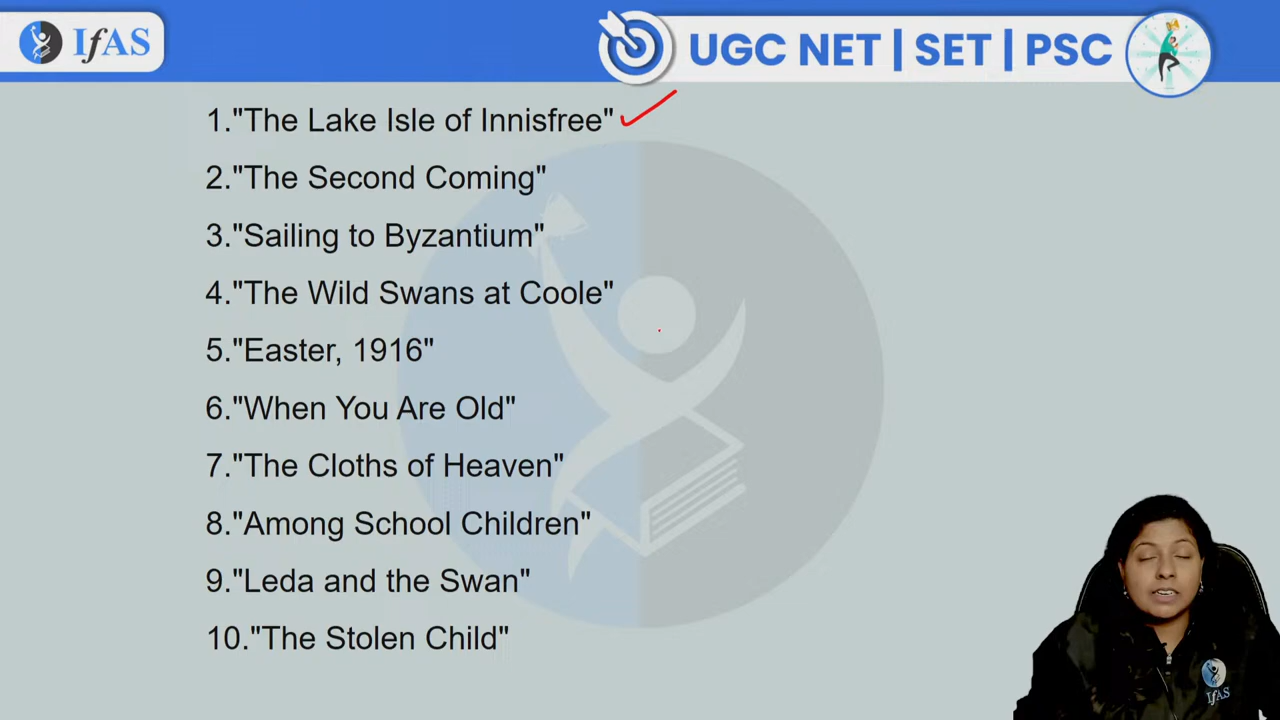 IfAS
UGC NET | SET | PSC
1."The Lake Isle of Innisfree"
2."The Second Coming"
3."Sailing to Byzantium"
4."The Wild Swans at Coole"
5."Easter, 1916"
6."When You Are Old"
7."The Cloths of Heaven"
8."Among School Children"
9."Leda and the Swan"
10."The Stolen Child"
IfAS